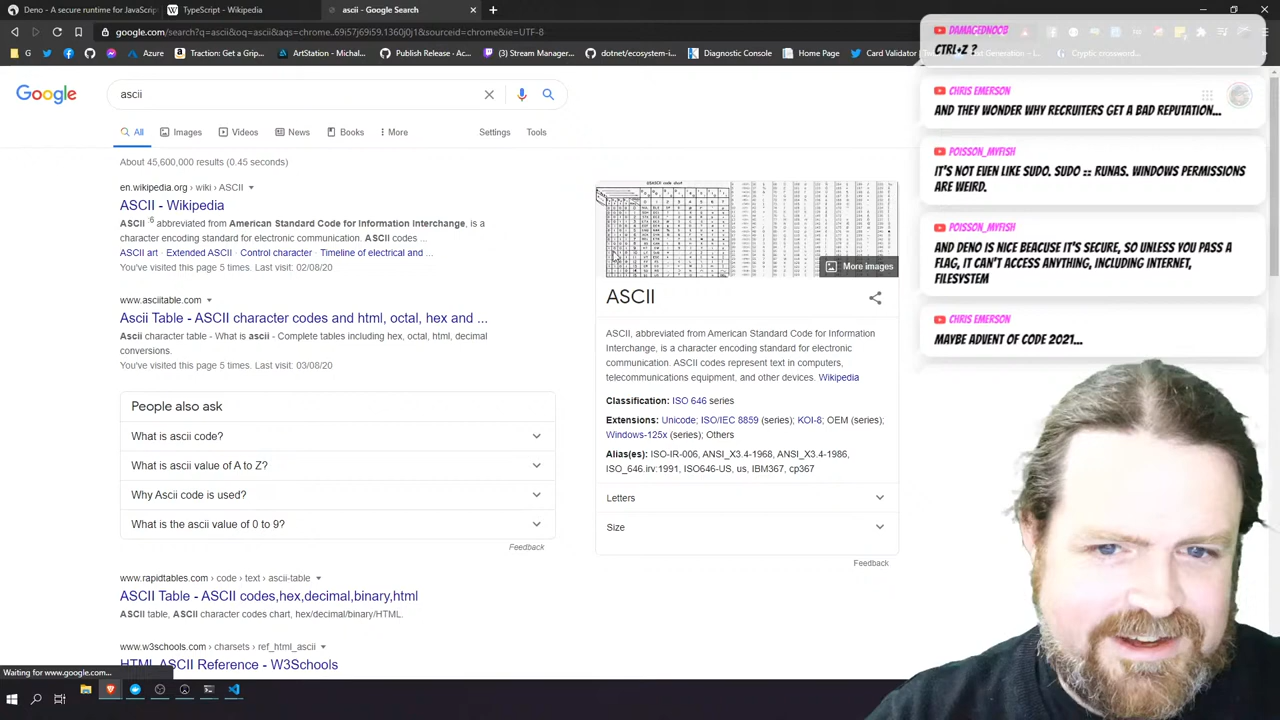 Deno - A secure runtime for JavaScrip
TypeScript - Wikipedia
ascii - Google Search
google.com/search?q=ascii&oq=ascii&aqs=chrome..69i57j69i59.1360j0j1&sourceid=chrome&ie=UTF-8
G
Azure
Traction: Get a Grip...
ArtStation - Michal...
Publish Release - Ac...
Stream Manager...
dotnet/ecosystem-i...
Diagnostic Console
Home Page
Card Validator
Cryptic crossword...
Google
ascii
All
Images
Videos
News
Books
More
Settings
Tools
About 45,600,000 results (0.45 seconds)
en.wikipedia.org › wiki › ASCII
ASCII - Wikipedia
ASCII :6 abbreviated from American Standard Code for Information Interchange, is a
character encoding standard for electronic communication. ASCII codes ...
ASCII art · Extended ASCII · Control character · Timeline of electrical and ...
You've visited this page 5 times. Last visit: 02/08/20
www.asciitable.com
Ascii Table - ASCII character codes and html, octal, hex and ...
Ascii character table - What is ascii - Complete tables including hex, octal, html, decimal
conversions.
You've visited this page 5 times. Last visit: 03/08/20
People also ask
What is ascii code?
What is ascii value of A to Z?
Why Ascii code is used?
What is the ascii value of 0 to 9?
Feedback
www.rapidtables.com › code › text › ascii-table
ASCII Table - ASCII codes,hex,decimal,binary,html
ASCII table, ASCII character codes chart, hex/decimal/binary/HTML.
www.w3schools.com › charsets › ref_html_ascii
HTML ASCII Reference - W3Schools
Waiting for www.google.com...
USASCII code chart
More images
ASCII
ASCII, abbreviated from American Standard Code for Information
Interchange, is a character encoding standard for electronic
communication. ASCII codes represent text in computers,
telecommunications equipment, and other devices. Wikipedia
Classification: ISO 646 series
Extensions: Unicode; ISO/IEC 8859 (series); KOI-8; OEM (series);
Windows-125x (series); Others
Alias(es): ISO-IR-006, ANSI_X3.4-1968, ANSI_X3.4-1986,
ISO_646.irv:1991, ISO646-US, us, IBM367, cp367
Letters
Size
Feedback
DAMAGEDNOOB
CTRL+Z ?
CHRIS EMERSON
AND THEY WONDER WHY RECRUITERS GET A BAD REPUTATION...
POISSON_MYFISH
IT'S NOT EVEN LIKE SUDO. SUDO :: RUNAS. WINDOWS PERMISSIONS
ARE WEIRD.
POISSON_MYFISH
AND DENO IS NICE BEACUSE IT'S SECURE, SO UNLESS YOU PASS A
FLAG, IT CAN'T ACCESS ANYTHING, INCLUDING INTERNET,
FILESYSTEM
CHRIS EMERSON
MAYBE ADVENT OF CODE 2021...